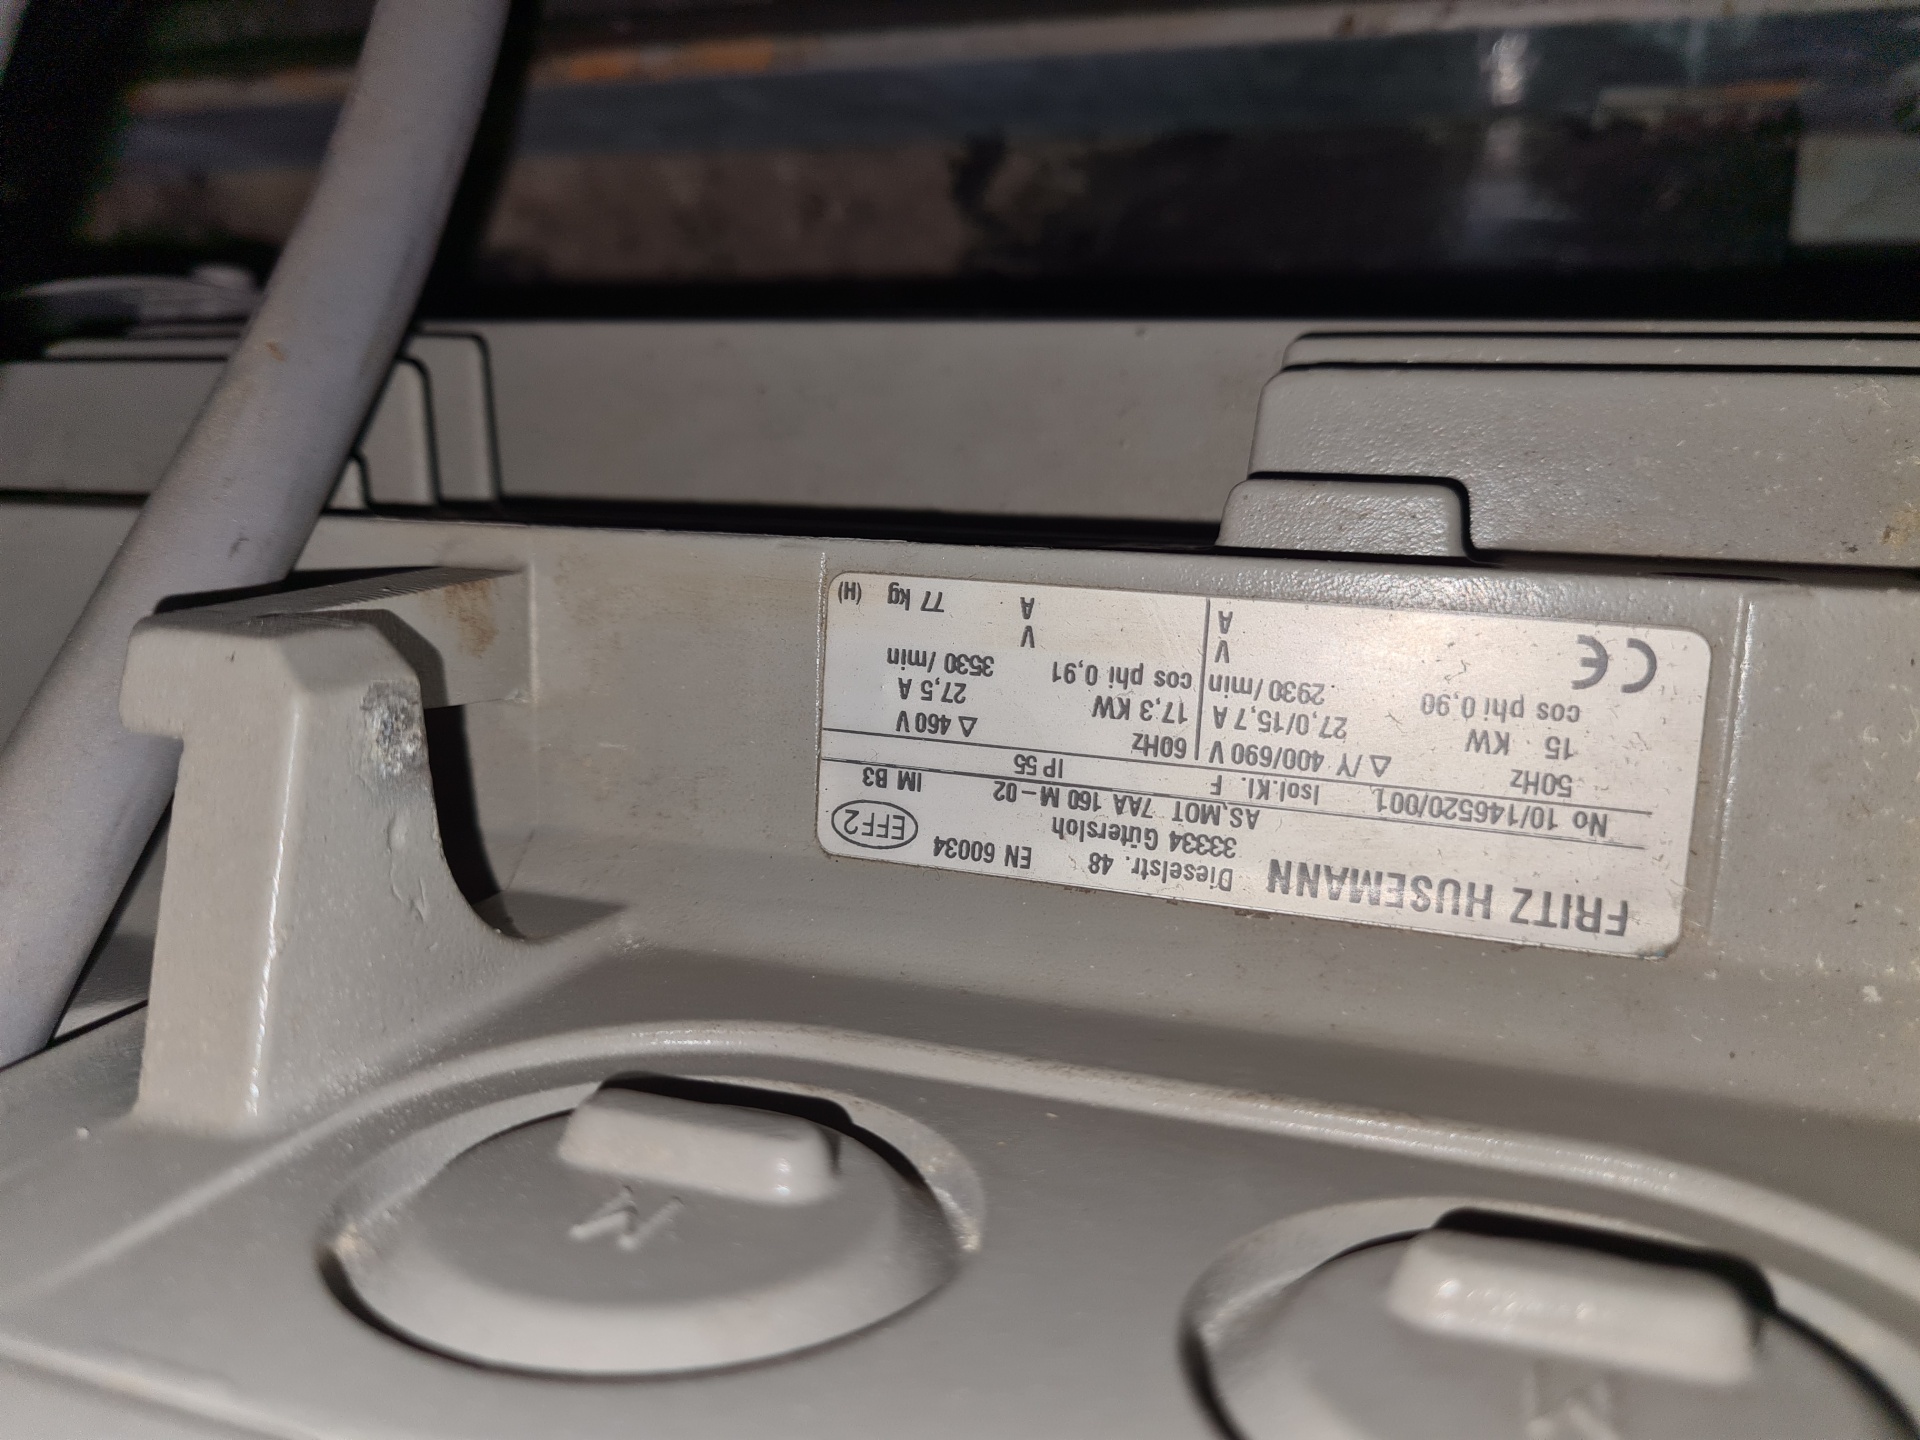 FRITZ HUSEMANN
Dieselstr. 48
33334 Gütersloh
EN 60034
EFF2
AS.MOT 7AA 160 M-02
IM B3
No 10/146520/001
Isol.Kl. F
IP 55
50Hz
Δ/Y 400/690 V
60Hz
Δ 460 V
15 KW
27,0/15,7 A
17,3 KW
27,5 A
cos phi 0,90
2930/min
cos phi 0,91
3530/min
V
V
A
A
77 kg
(H)
CE
M